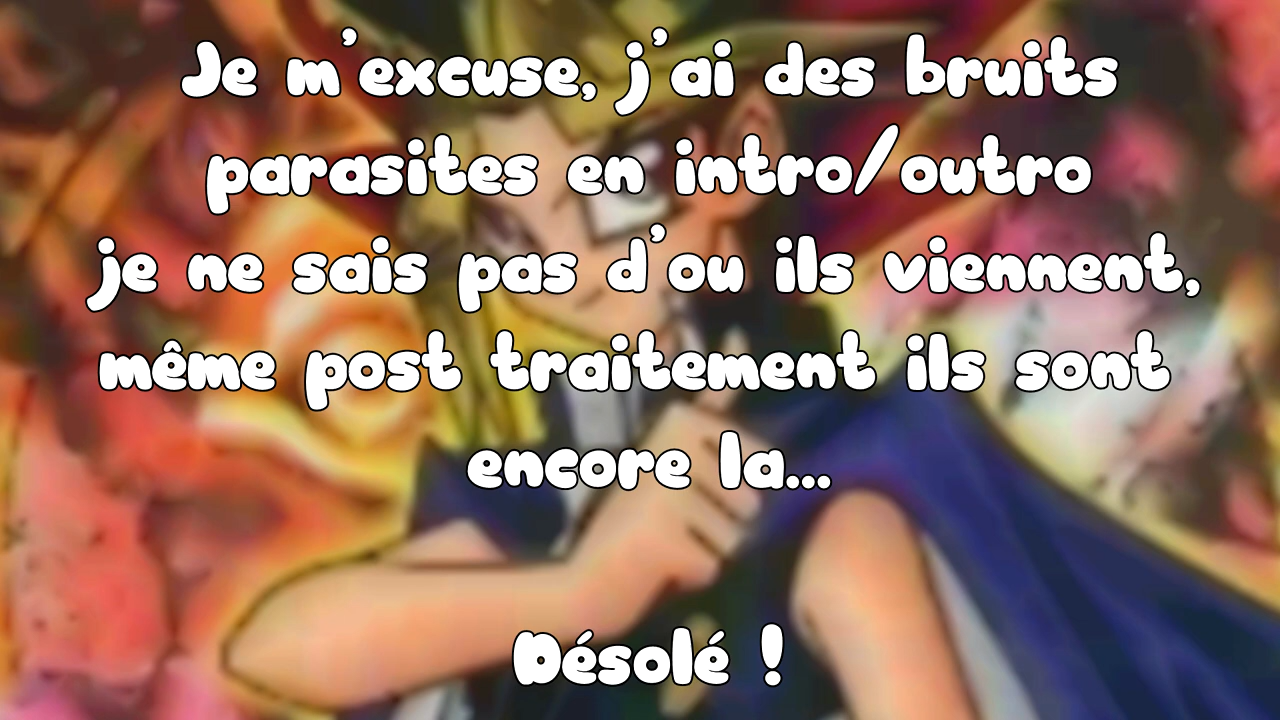 Je m'excuse, j'ai des bruits
parasites en intro/outro
je ne sais pas d'ou ils viennent,
même post traitement ils sont
encore la...
Désolé !